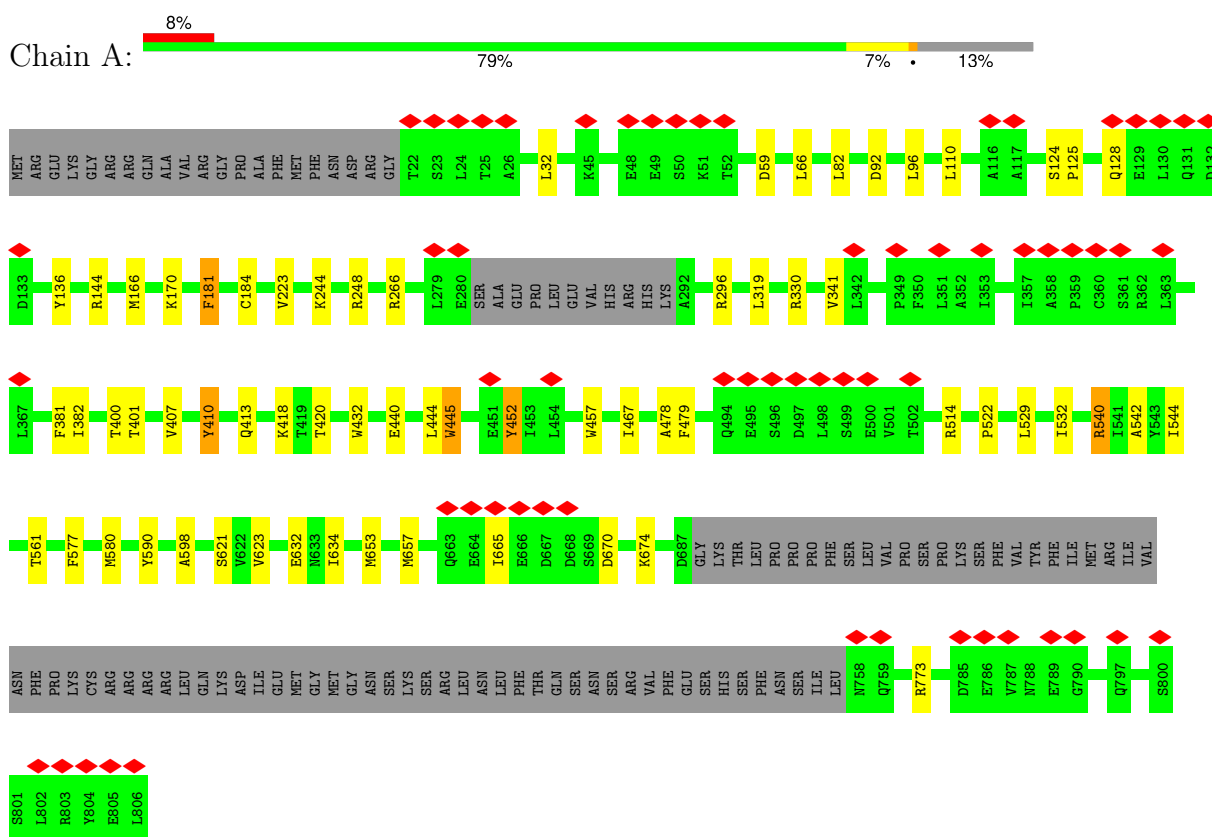 8%
Chain A:
79% 7% • 13%
MET ARG GLU LYS GLY ARG ARG GLN ALA VAL ARG GLY PRO ALA PHE MET PHE ASN ASP ARG GLY T22 S23 L24 T25 A26 L32 K45 E48 E49 S50 K51 T52 D59 L66 L82 D92 L96 L110 A116 A117 S124 P125 Q128 E129 L130 Q131 D132
D133 Y136 R144 M166 K170 F181 C184 V223 K244 R248 R266 L279 E280 SER ALA GLU PRO LEU GLU VAL HIS ARG HIS LYS A292 R296 L319 R330 V341 L342 P349 F350 L351 A352 I353 I357 A358 P359 C360 S361 R362 L363
L367 F381 I382 T400 T401 V407 Y410 Q413 K418 T419 T420 W432 E440 L444 W445 E451 Y452 I453 L454 W457 I467 A478 F479 Q494 E495 S496 D497 L498 S499 E500 V501 T502 R514 P522 L529 I532 R540 I541 A542 Y543 I544
T561 F577 M580 Y590 A598 S621 V622 V623 E632 N633 I634 M653 M657 Q663 E664 I665 E666 D667 D668 S669 D670 K674 D687 GLY LYS THR LEU PRO PRO PRO PHE SER LEU VAL PRO SER PRO LYS SER PHE VAL TYR PHE ILE MET ARG ILE VAL
ASN PHE PRO LYS CYS ARG ARG ARG ARG LEU GLN LYS ASP ILE GLU MET GLY MET GLY ASN SER LYS SER ARG LEU ASN LEU PHE THR GLN SER ASN SER ARG VAL PHE GLU SER HIS SER PHE ASN SER ILE LEU N758 Q759 R773 D785 E786 V787 N788 E789 G790 Q797 S800
S801 L802 R803 Y804 E805 L806